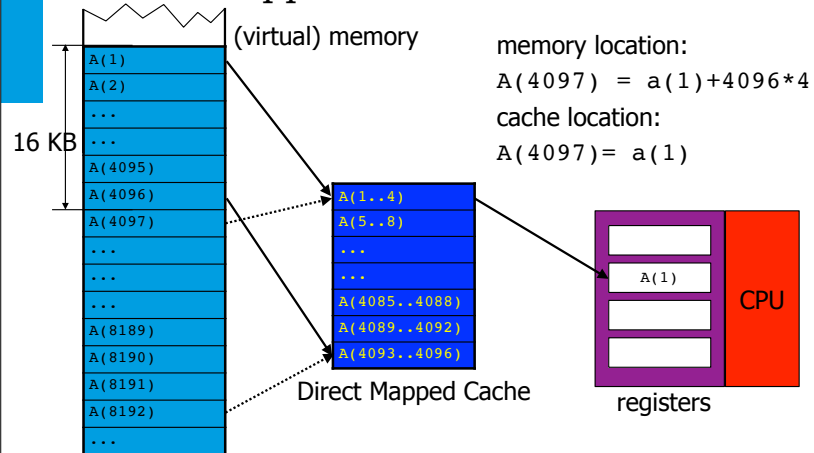 (virtual) memory
A(1)
A(2)
...
...
A(4095)
A(4096)
A(4097)
...
...
...
A(8189)
A(8190)
A(8191)
A(8192)
...
16 KB
memory location:
A(4097) = a(1)+4096*4
cache location:
A(4097)= a(1)
A(1..4)
A(5..8)
...
...
A(4085..4088)
A(4089..4092)
A(4093..4096)
Direct Mapped Cache
A(1)
CPU
registers